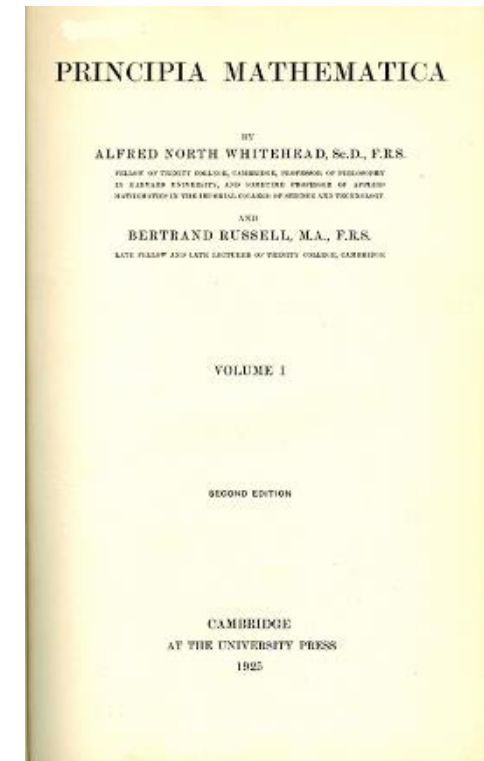 PRINCIPIA MATHEMATICA
BY
ALFRED NORTH WHITEHEAD, Sc.D., F.R.S.
FELLOW OF TRINITY COLLEGE, CAMBRIDGE, PROFESSOR OF PHILOSOPHY
IN HARVARD UNIVERSITY, AND SOMETIME PROFESSOR OF APPLIED
MATHEMATICS IN THE IMPERIAL COLLEGE OF SCIENCE AND TECHNOLOGY
AND
BERTRAND RUSSELL, M.A., F.R.S.
LATE FELLOW AND LATE LECTURER OF TRINITY COLLEGE, CAMBRIDGE
VOLUME I
SECOND EDITION
CAMBRIDGE
AT THE UNIVERSITY PRESS
1925